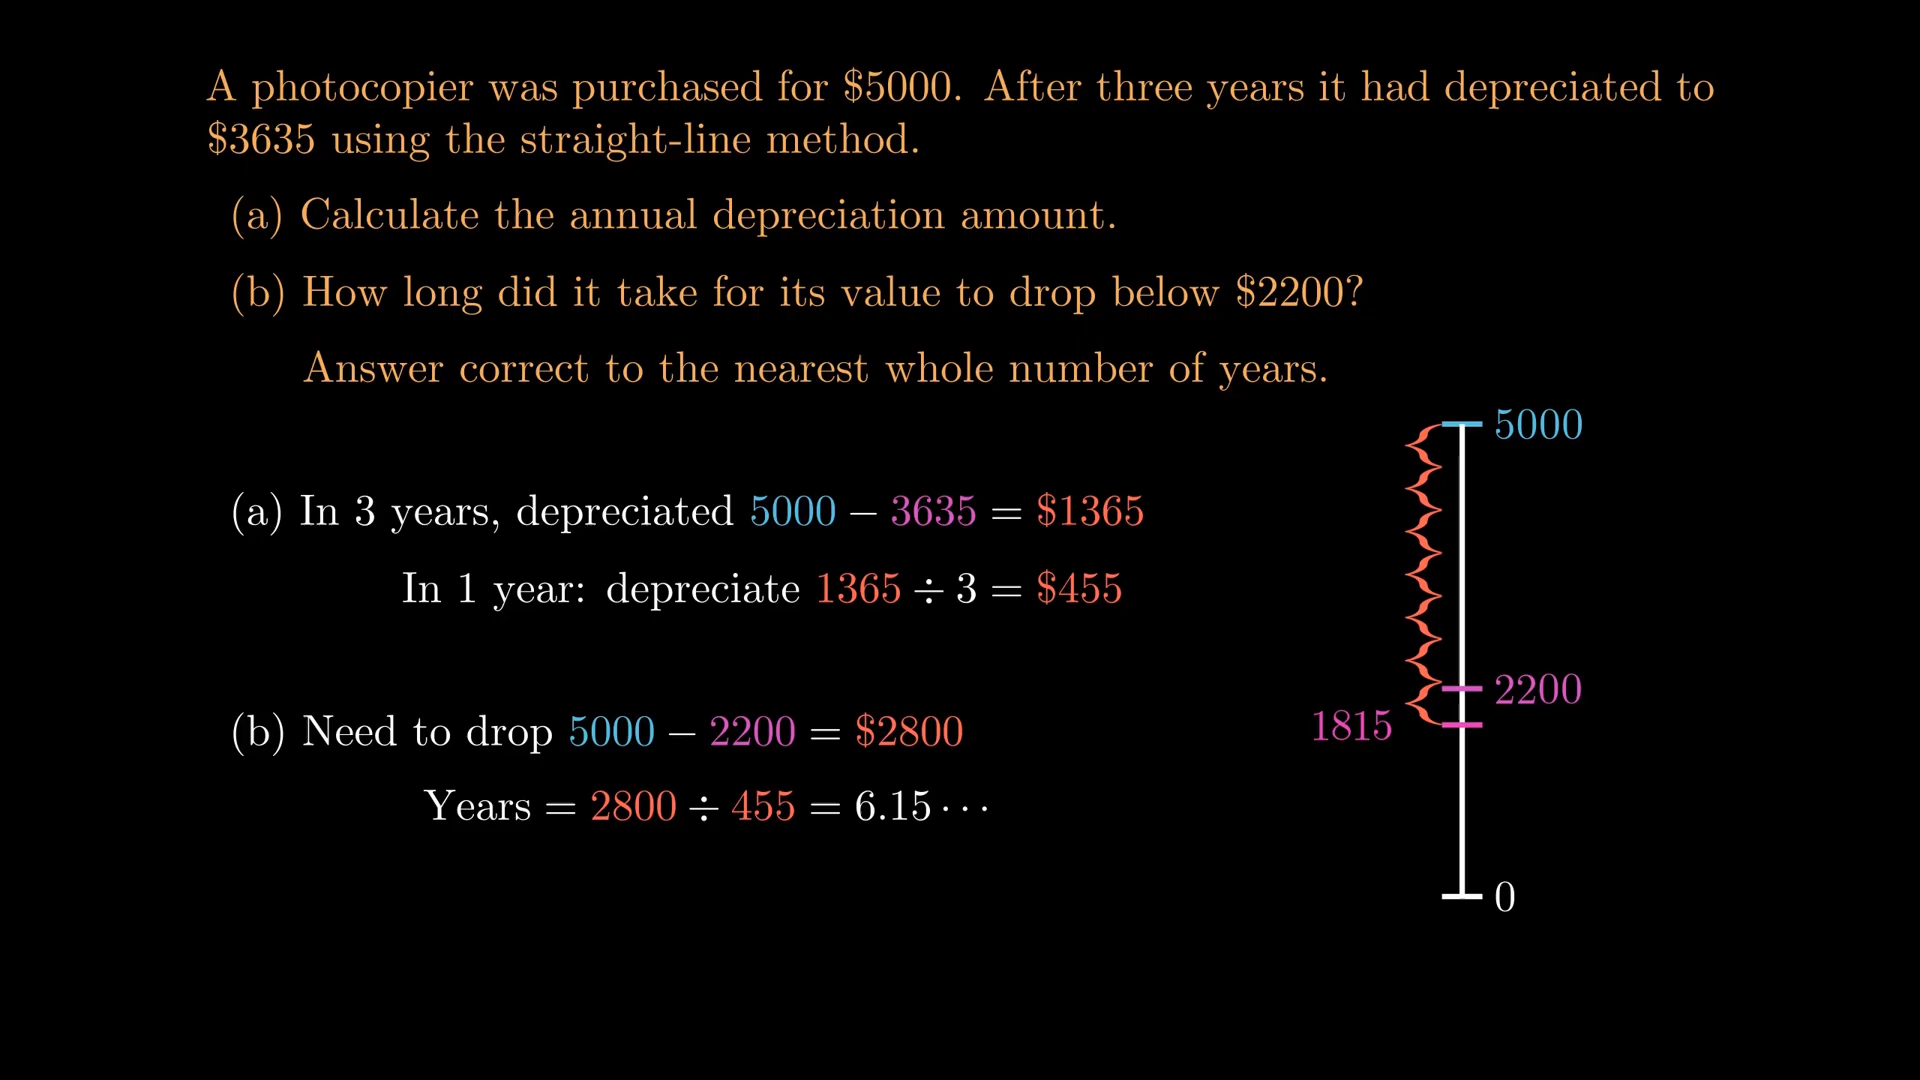 A photocopier was purchased for $5000. After three years it had depreciated to
$3635 using the straight-line method.
(a) Calculate the annual depreciation amount.
(b) How long did it take for its value to drop below $2200?
Answer correct to the nearest whole number of years.
5000
(a) In 3 years, depreciated 5000 − 3635 = $1365
In 1 year: depreciate 1365 ÷ 3 = $455
2200
1815
(b) Need to drop 5000 − 2200 = $2800
Years = 2800 ÷ 455 = 6.15⋯
0